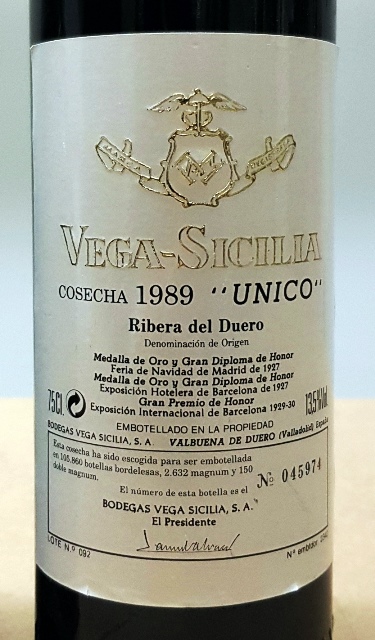 MARCA
VEGA-SICILIA
COSECHA 1989 "UNICO"
Ribera del Duero
Denominación de Origen
Medalla de Oro y Gran Diploma de Honor
Feria de Navidad de Madrid de 1927
Medalla de Oro y Gran Diploma de Honor
Exposición Hotelera de Barcelona de 1927
Gran Premio de Honor
Exposición Internacional de Barcelona 1929-30
75Cl.
13,5%Vol.
EMBOTELLADO EN LA PROPIEDAD
BODEGAS VEGA SICILIA, S. A. VALBUENA DE DUERO (Valladolid) España
Esta cosecha ha sido escogida para ser embotellada
en 105.860 botellas bordelesas, 2.632 magnum y 150
doble magnum.
Nº 045974
El número de esta botella es el
BODEGAS VEGA SICILIA, S. A.
El Presidente
LOTE N.º 092
Nº embtdor.